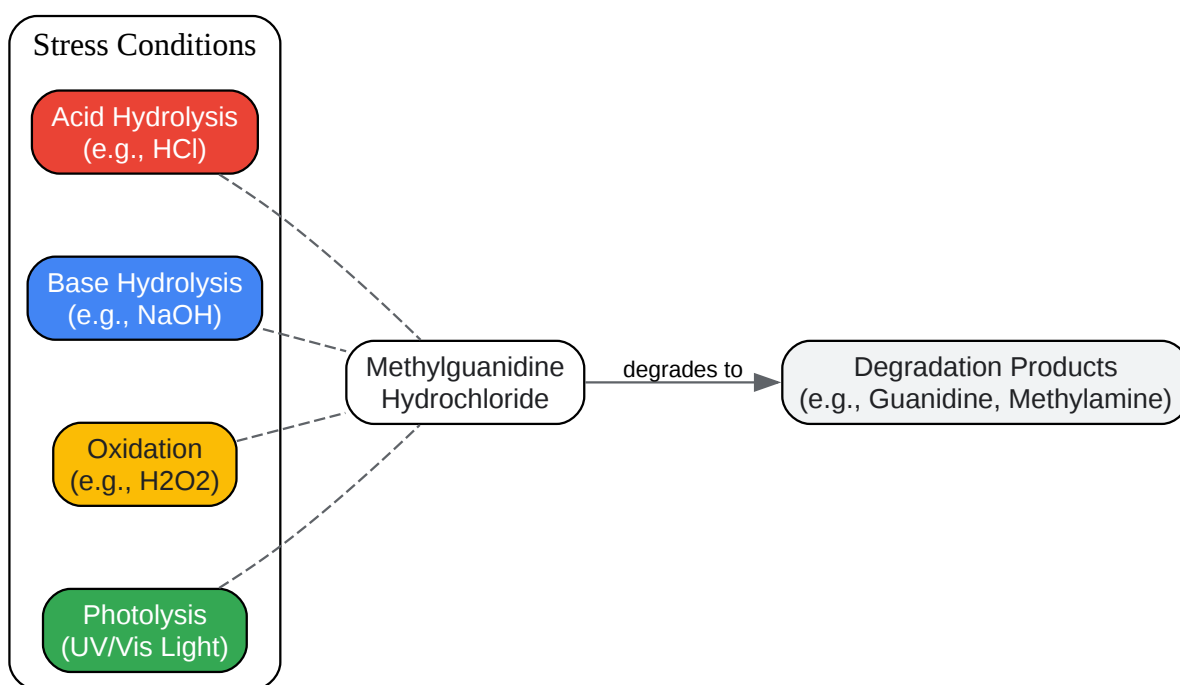 Stress Conditions
Acid Hydrolysis
(e.g., HCl)
Base Hydrolysis
(e.g., NaOH)
Oxidation
(e.g., H2O2)
Photolysis
(UV/Vis Light)
Methylguanidine
Hydrochloride
degrades to
Degradation Products
(e.g., Guanidine, Methylamine)